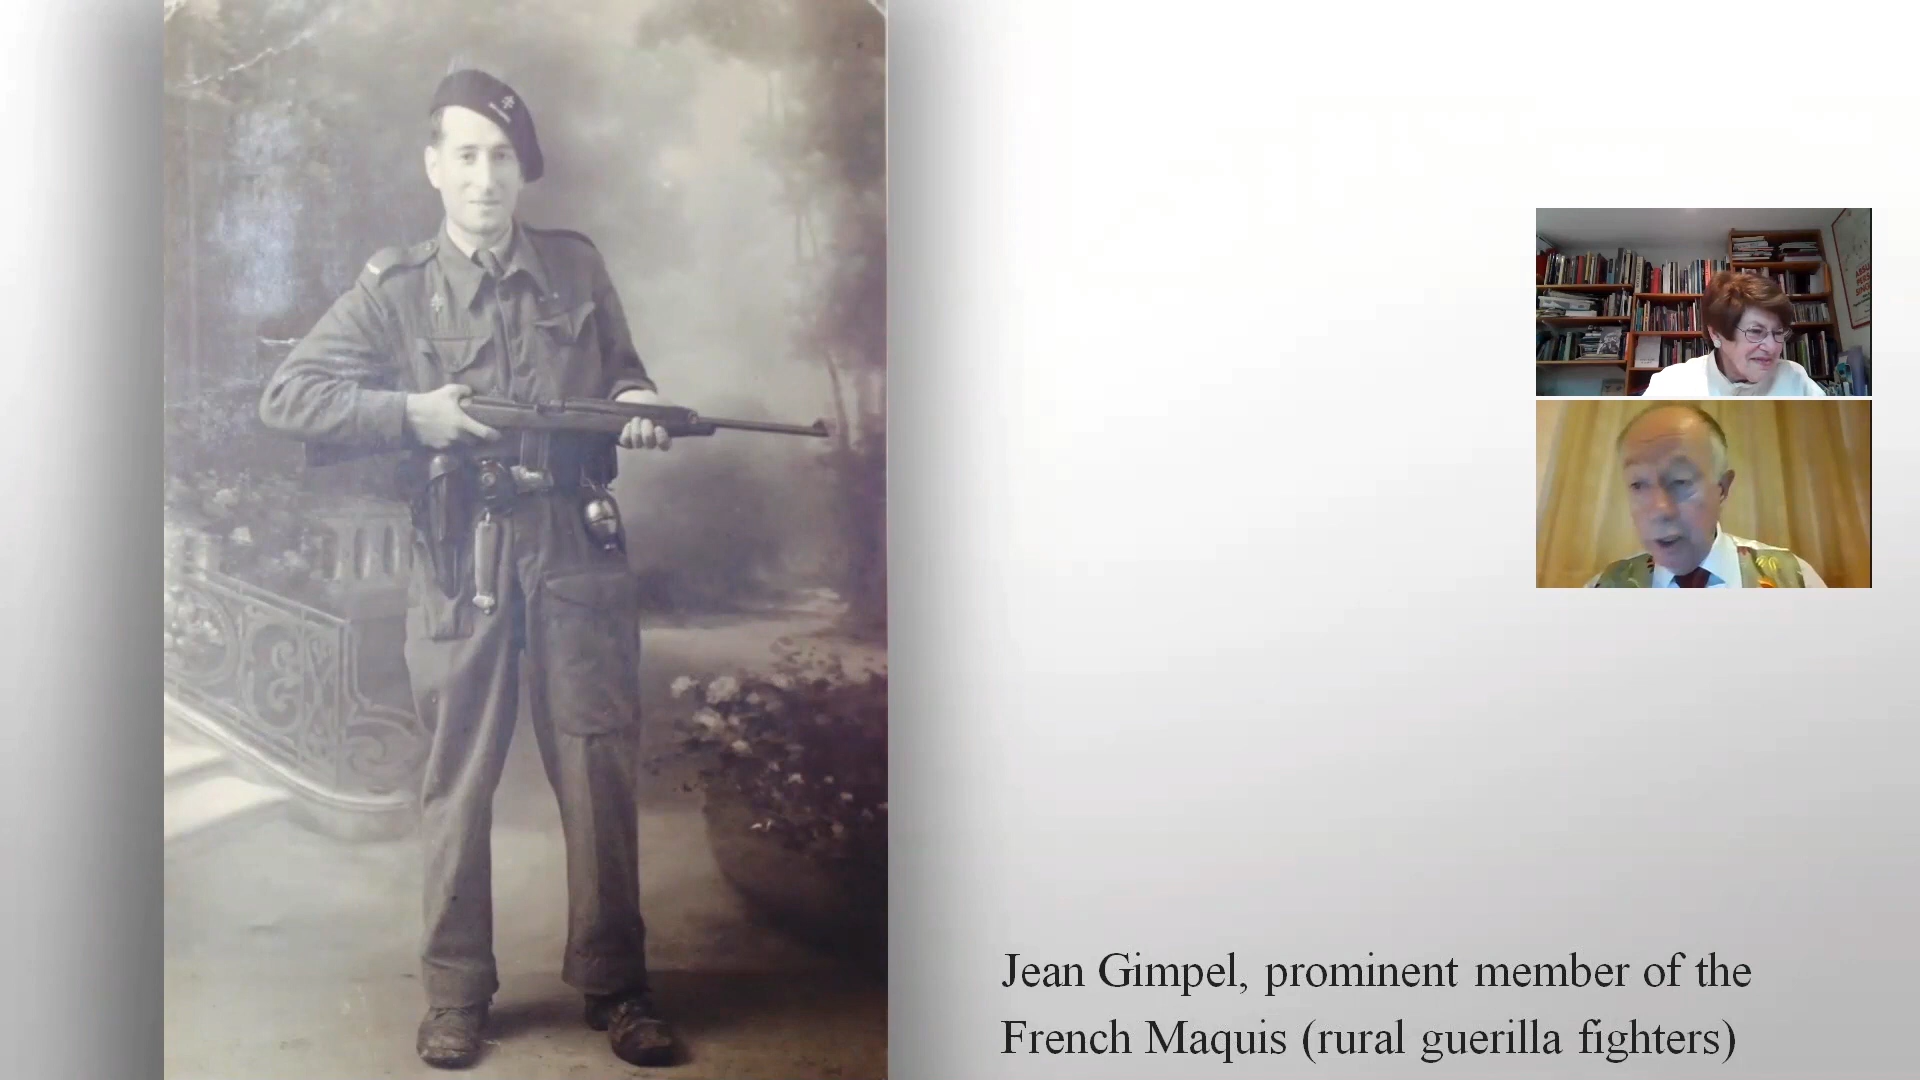 Jean Gimpel, prominent member of the
French Maquis (rural guerilla fighters)